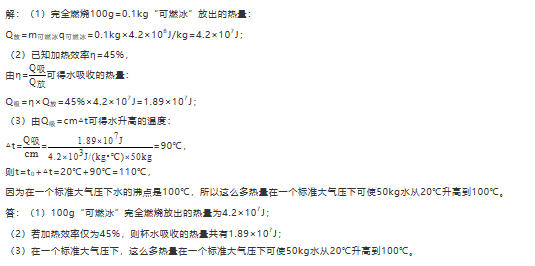 解：（1）完全燃烧100g=0.1kg“可燃冰”放出的热量：
Q放=m可燃冰q可燃冰=0.1kg×4.2×10⁸J/kg=4.2×10⁷J；
（2）已知加热效率η=45%，
由η=Q吸/Q放可得水吸收的热量：
Q吸=η×Q放=45%×4.2×10⁷J=1.89×10⁷J；
（3）由Q吸=cm△t可得水升高的温度：
△t=Q吸/cm=1.89×10⁷J/4.2×10³J/(kg•℃)×50kg=90℃，
则t=t₀+△t=20℃+90℃=110℃，
因为在一个标准大气压下水的沸点是100℃，所以这么多热量在一个标准大气压下可使50kg水从20℃升高到100℃。
答：（1）100g“可燃冰”完全燃烧放出的热量为4.2×10⁷J；
（2）若加热效率仅为45%，则杯水吸收的热量共有1.89×10⁷J；
（3）在一个标准大气压下，这么多热量在一个标准大气压下可使50kg水从20℃升高到100℃。